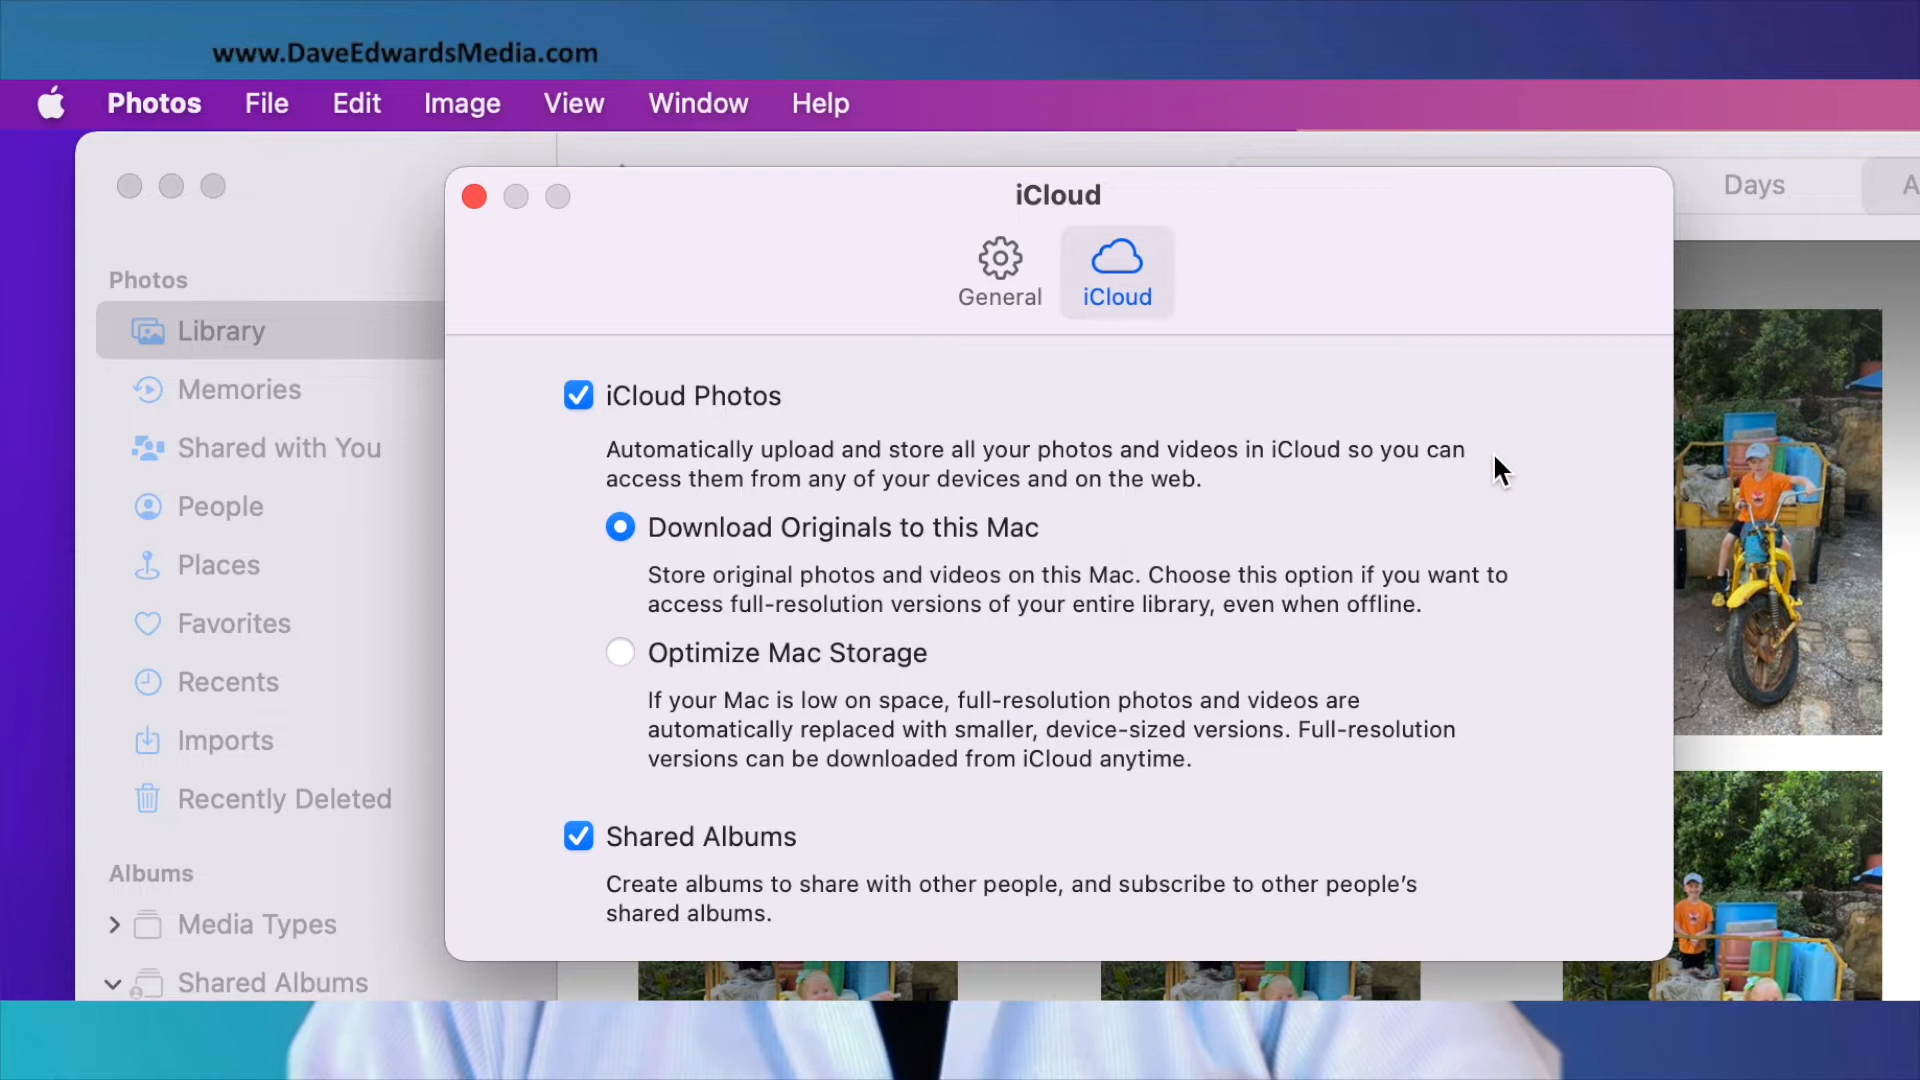 www.DaveEdwardsMedia.com
Photos File Edit Image View Window Help
iCloud
Days
A
General
iCloud
Photos
Library
Memories
Shared with You
People
Places
Favorites
Recents
Imports
Recently Deleted
Albums
Media Types
Shared Albums
iCloud Photos
Automatically upload and store all your photos and videos in iCloud so you can
access them from any of your devices and on the web.
Download Originals to this Mac
Store original photos and videos on this Mac. Choose this option if you want to
access full-resolution versions of your entire library, even when offline.
Optimize Mac Storage
If your Mac is low on space, full-resolution photos and videos are
automatically replaced with smaller, device-sized versions. Full-resolution
versions can be downloaded from iCloud anytime.
Shared Albums
Create albums to share with other people, and subscribe to other people’s
shared albums.